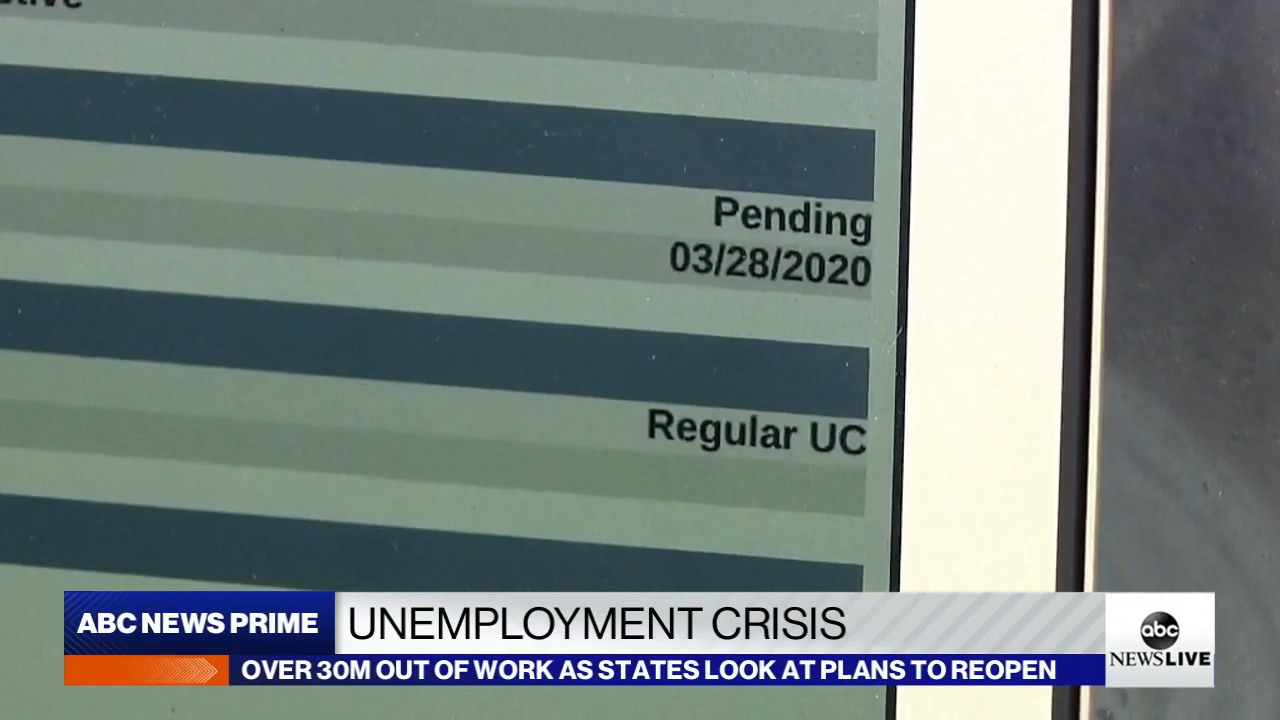 Pending
03/28/2020
Regular UC
ABC NEWS PRIME
UNEMPLOYMENT CRISIS
abc
NEWSLIVE
OVER 30M OUT OF WORK AS STATES LOOK AT PLANS TO REOPEN